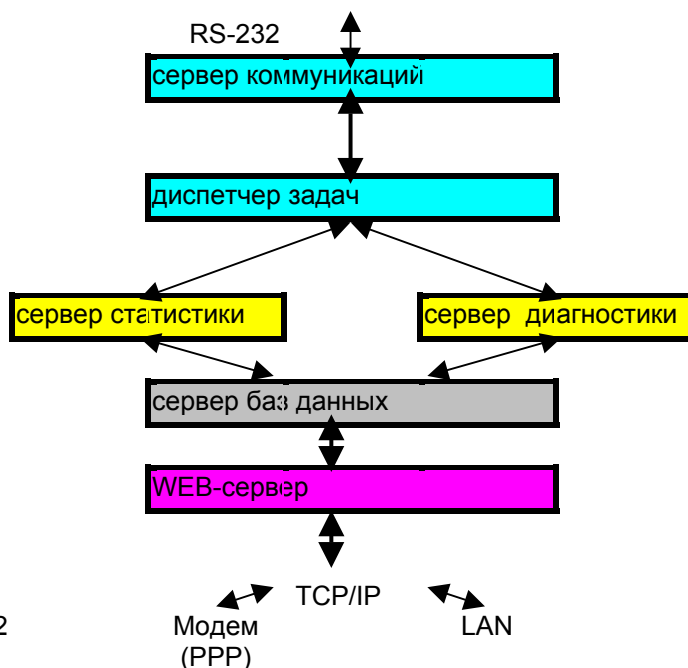 RS-232
сервер коммуникаций
диспетчер задач
сервер статистики
сервер диагностики
сервер баз данных
WEB-сервер
TCP/IP
2
Модем
(PPP)
LAN